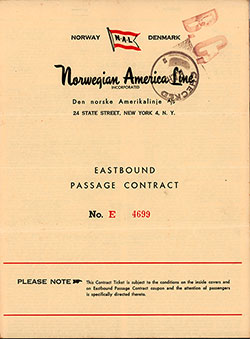 NORWAY N·A·L DENMARK
Norwegian America Line
INCORPORATED
Den norske Amerikalinje A/S
24 STATE STREET, NEW YORK 4, N. Y.
CHECKED
EASTBOUND
PASSAGE CONTRACT
No. E 4699
PLEASE NOTE ☛ This Contract Ticket is subject to the conditions on the inside covers and
on Eastbound Passage Contract coupon and the attention of passengers
is specifically directed thereto.